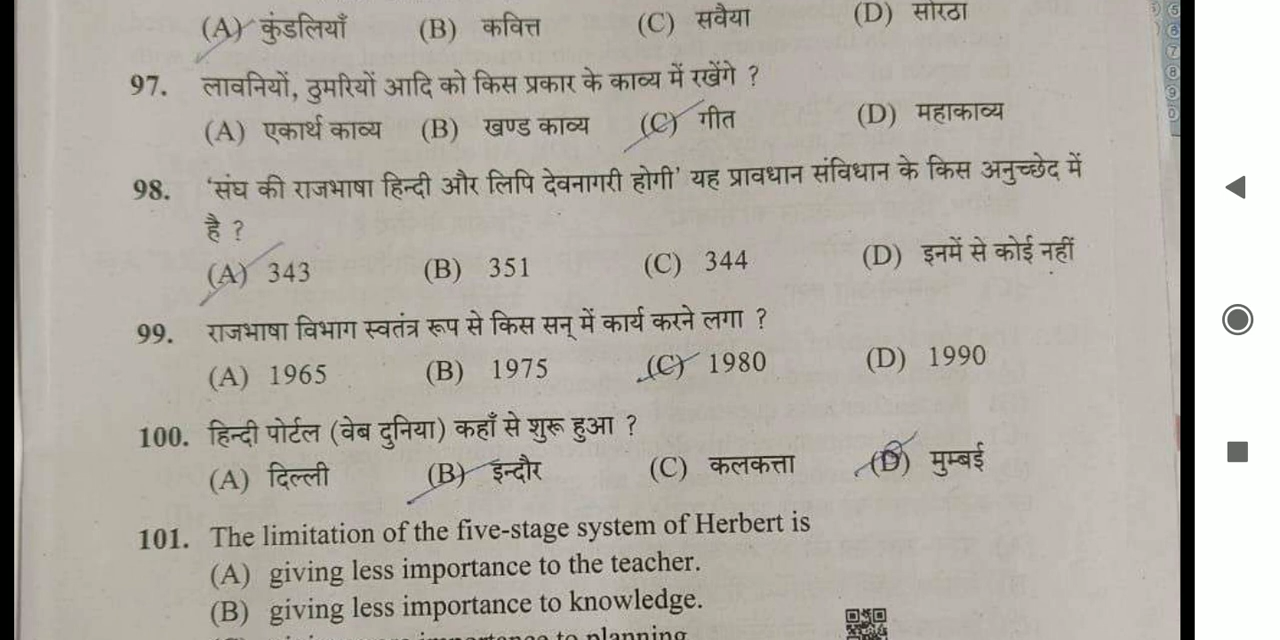 (A) कुंडलियाँ (B) कवित्त (C) सवैया (D) सोरठा
97. लावनियों, ठुमरियों आदि को किस प्रकार के काव्य में रखेंगे ?
(A) एकार्थ काव्य (B) खण्ड काव्य (C) गीत (D) महाकाव्य
98. 'संघ की राजभाषा हिन्दी और लिपि देवनागरी होगी' यह प्रावधान संविधान के किस अनुच्छेद में
है ?
(A) 343 (B) 351 (C) 344 (D) इनमें से कोई नहीं
99. राजभाषा विभाग स्वतंत्र रूप से किस सन् में कार्य करने लगा ?
(A) 1965 (B) 1975 (C) 1980 (D) 1990
100. हिन्दी पोर्टल (वेब दुनिया) कहाँ से शुरू हुआ ?
(A) दिल्ली (B) इन्दौर (C) कलकत्ता (D) मुम्बई
101. The limitation of the five-stage system of Herbert is
(A) giving less importance to the teacher.
(B) giving less importance to knowledge.
importance to planning